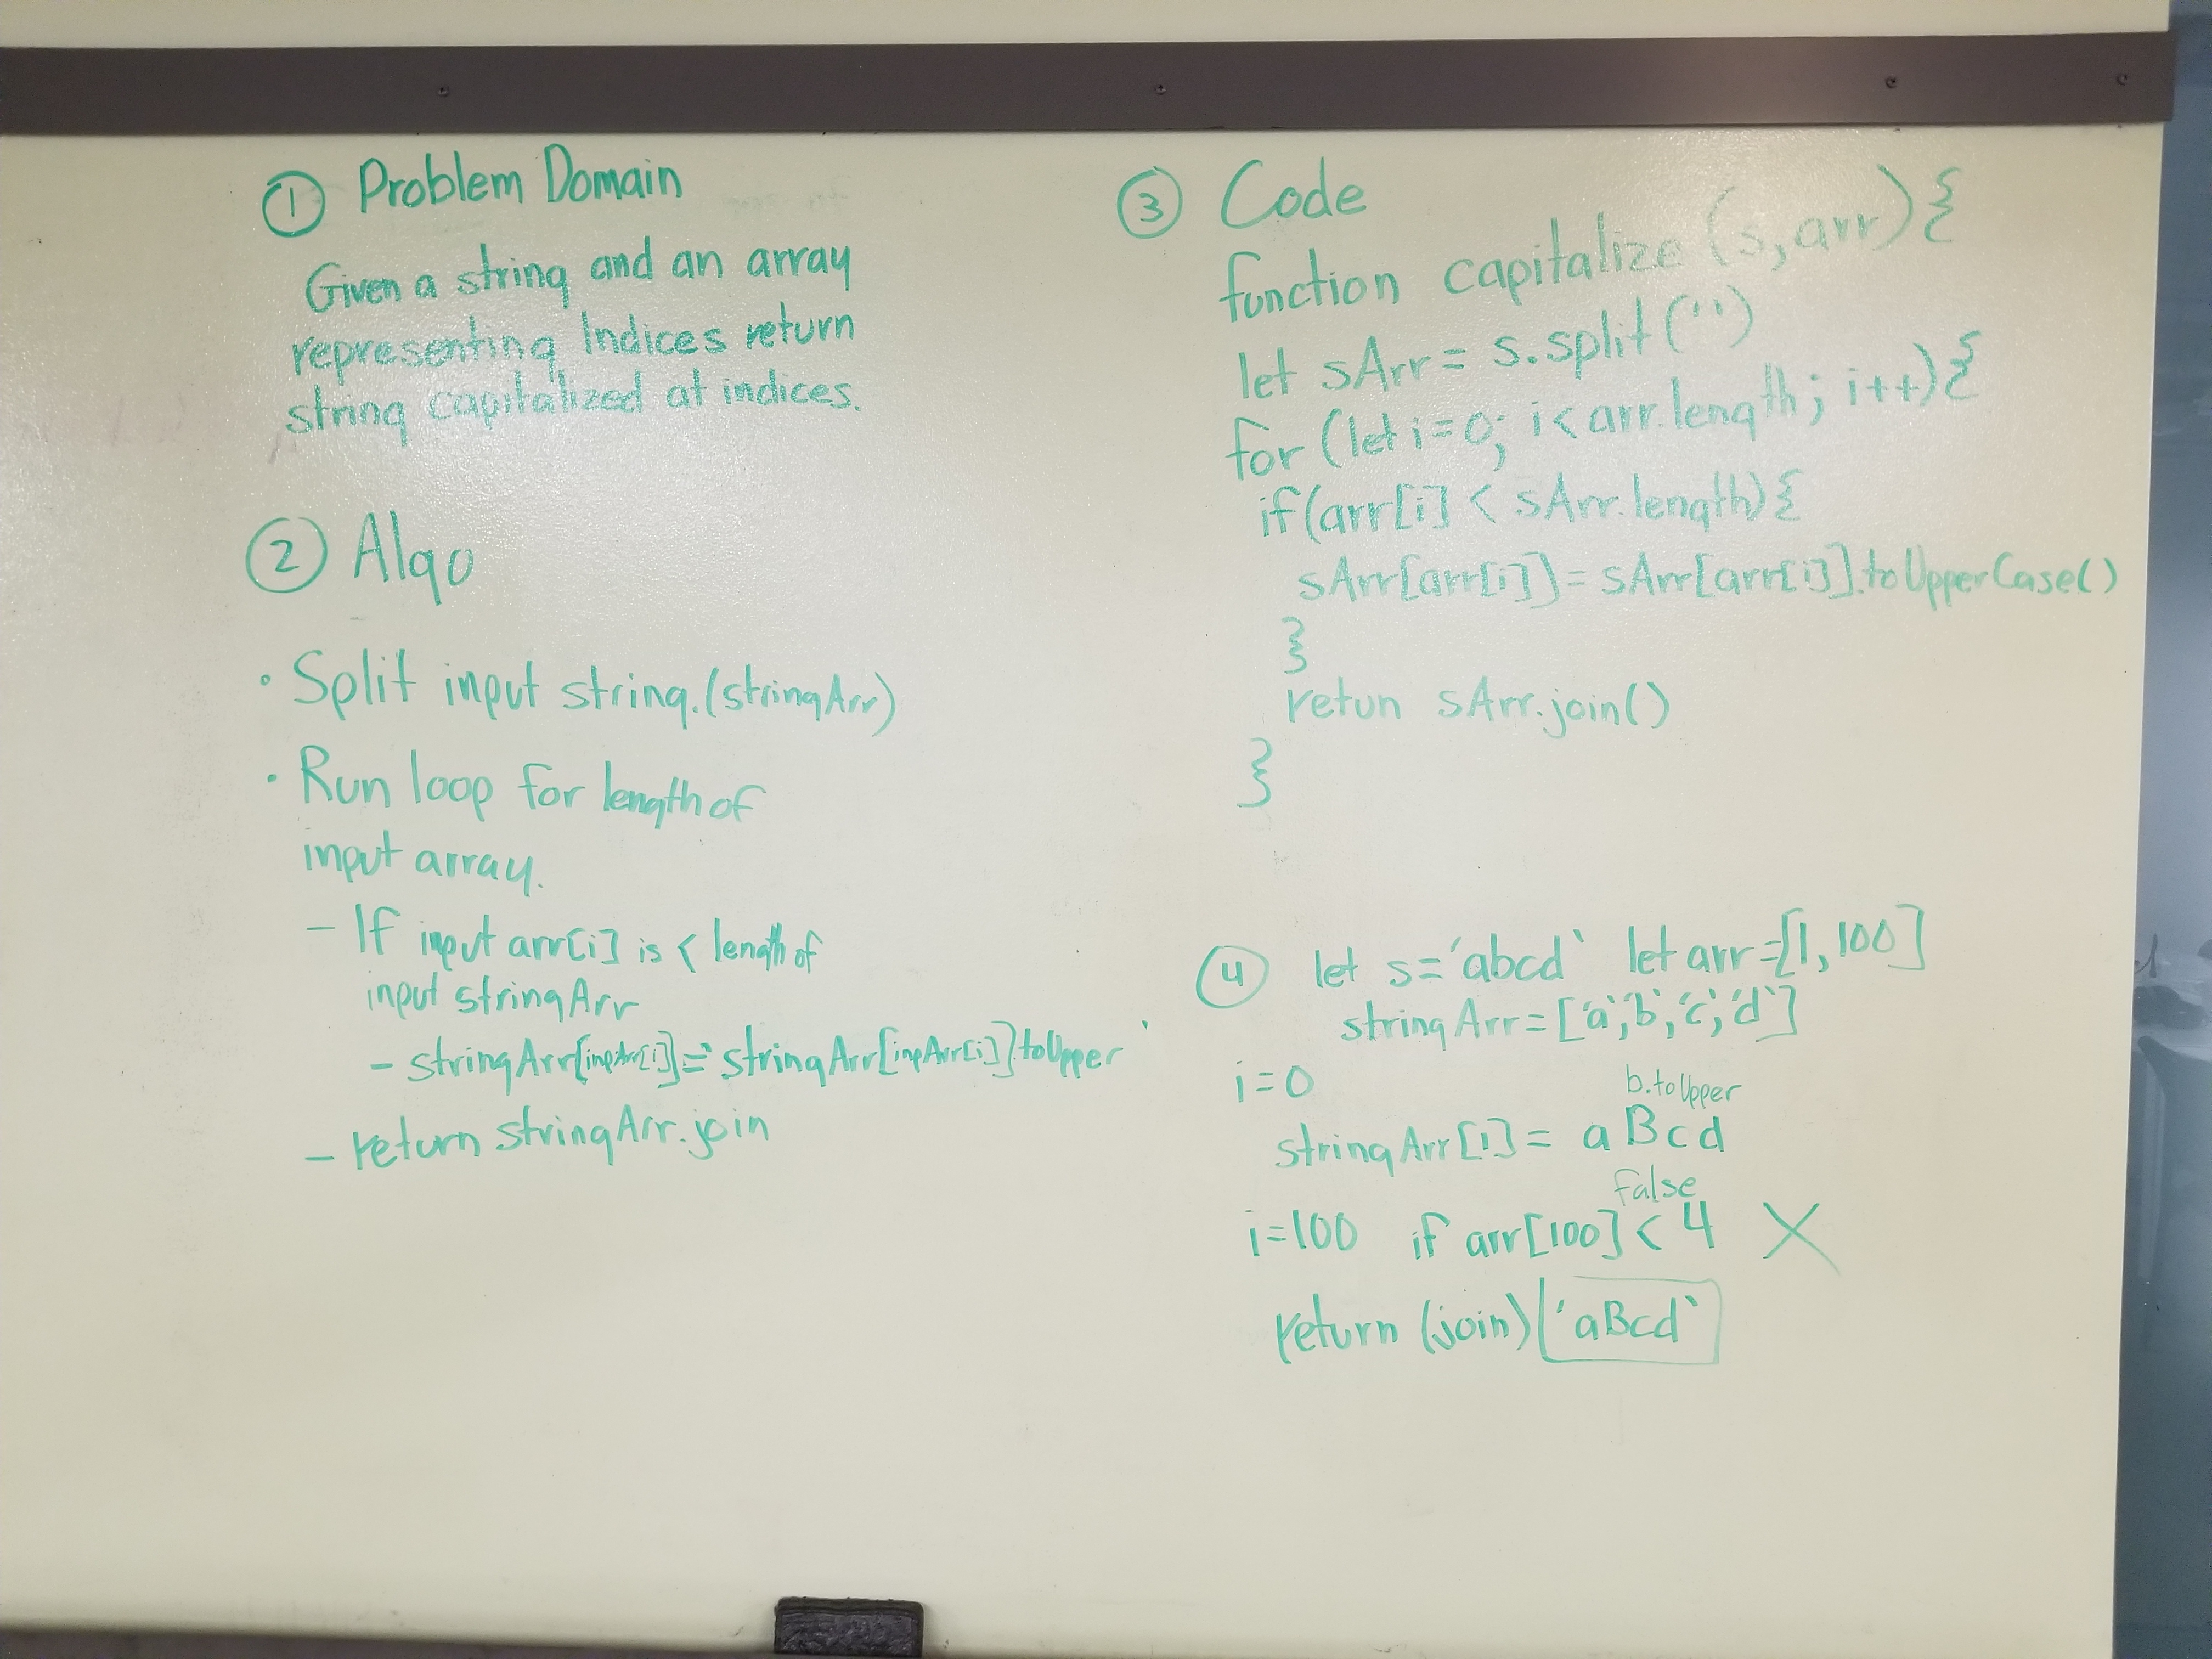 ① Problem Domain
Given a string and an array
representing Indices return
string capitalized at indices.
② Algo
• Split input string. (stringArr)
• Run loop for length of
input array.
- If input arr[i] is < length of
input stringArr
- stringArr[inpArr[i]] = stringArr[inpArr[i]].toUpper
- return stringArr.join
③ Code
function capitalize (s, arr) {
let sArr = s.split('')
for (let i=0; i< arr.length; i++) {
if(arr[i] < sArr.length) {
sArr[arr[i]] = sArr[arr[i]].toUpperCase()
}
retun sArr.join()
}
④ let s='abcd` let arr=[1,100]
stringArr = ['a`,'b`,'c`,'d`]
i=0
b.toUpper
stringArr[1] = aBcd
false
i=100 if arr[100] < 4 X
return (join) 'aBcd`